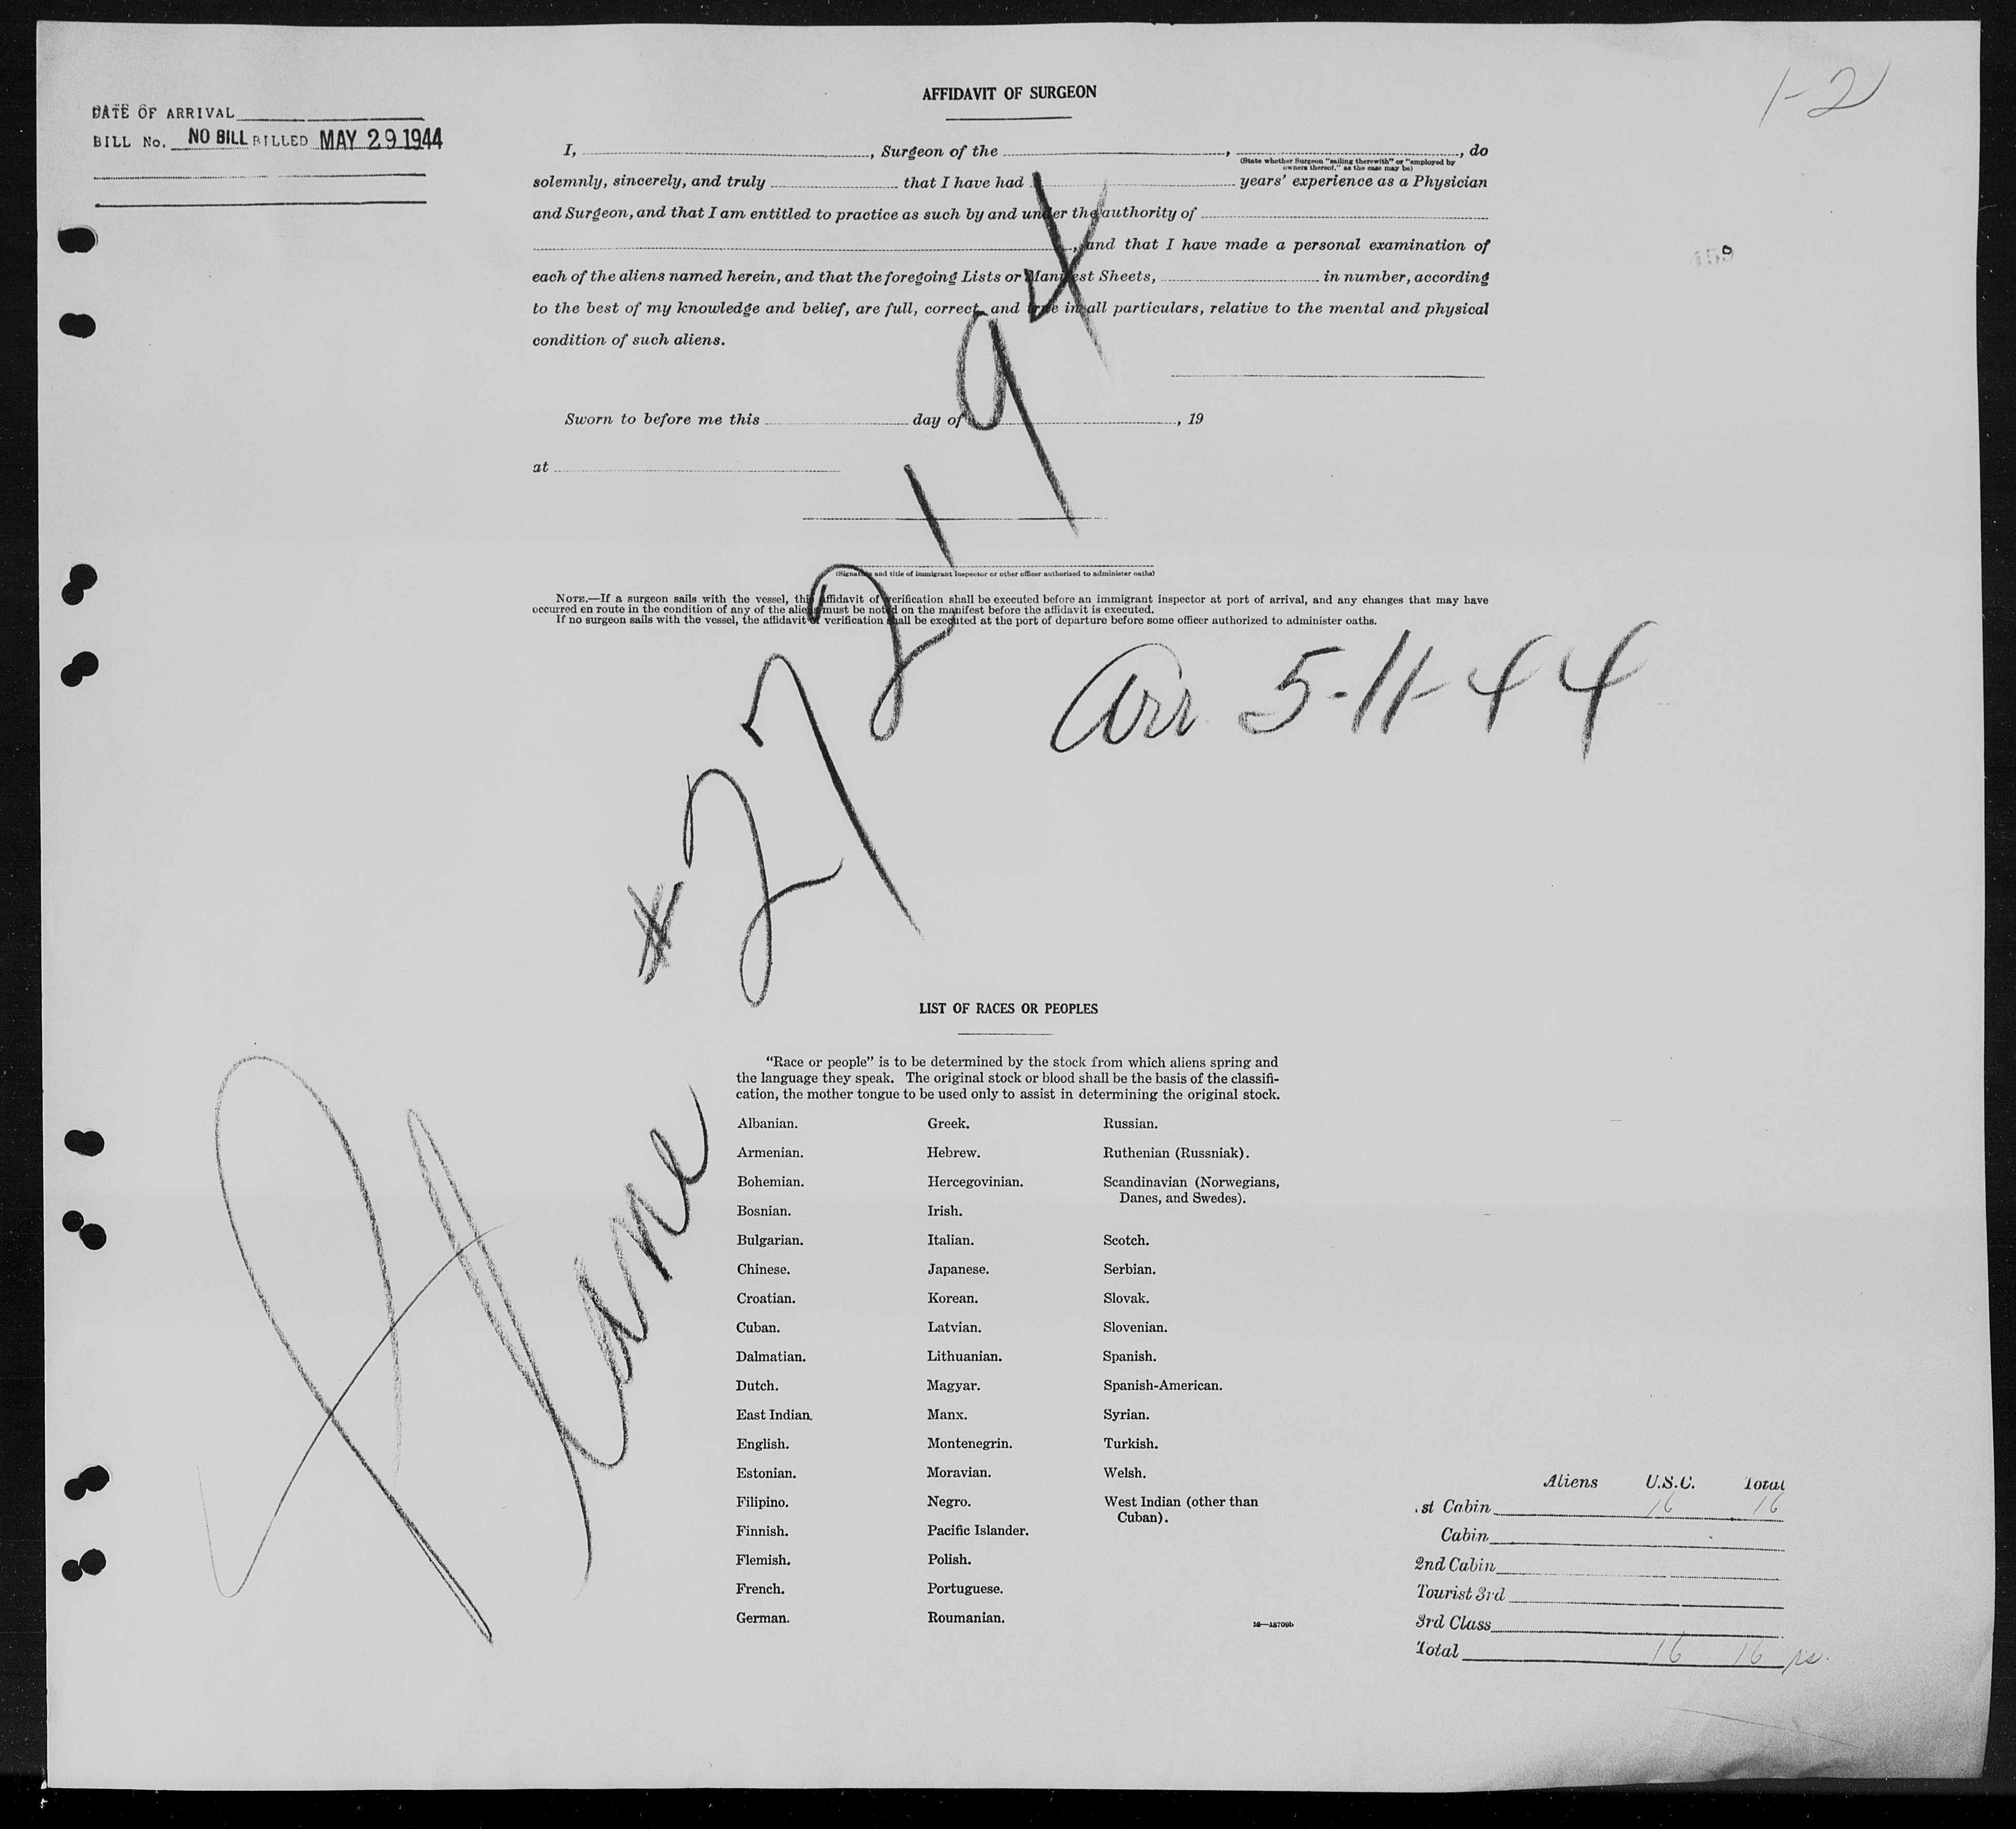 1-2
AFFIDAVIT OF SURGEON
DATE OF ARRIVAL
BILL No. NO BILL BILLED MAY 29 1944
I, , Surgeon of the , , do
(State whether Surgeon "sailing therewith" or "employed by
owners thereof," as the case may be)
solemnly, sincerely, and truly that I have had years' experience as a Physician
and Surgeon, and that I am entitled to practice as such by and under the authority of
, and that I have made a personal examination of
each of the aliens named herein, and that the foregoing Lists or Manifest Sheets, in number, according
to the best of my knowledge and belief, are full, correct, and true in all particulars, relative to the mental and physical
condition of such aliens.
Sworn to before me this day of , 19
at
(Signature and title of immigrant inspector or other officer authorized to administer oaths)
NOTE.—If a surgeon sails with the vessel, this affidavit of verification shall be executed before an immigrant inspector at port of arrival, and any changes that may have
occurred en route in the condition of any of the aliens must be noted on the manifest before the affidavit is executed.
If no surgeon sails with the vessel, the affidavit of verification shall be executed at the port of departure before some officer authorized to administer oaths.
Arr 5-11-44
Plane #272194
LIST OF RACES OR PEOPLES
"Race or people" is to be determined by the stock from which aliens spring and
the language they speak. The original stock or blood shall be the basis of the classifi-
cation, the mother tongue to be used only to assist in determining the original stock.
Albanian. Greek. Russian.
Armenian. Hebrew. Ruthenian (Russniak).
Bohemian. Hercegovinian. Scandinavian (Norwegians,
Danes, and Swedes).
Bosnian. Irish.
Bulgarian. Italian. Scotch.
Chinese. Japanese. Serbian.
Croatian. Korean. Slovak.
Cuban. Latvian. Slovenian.
Dalmatian. Lithuanian. Spanish.
Dutch. Magyar. Spanish-American.
East Indian. Manx. Syrian.
English. Montenegrin. Turkish.
Estonian. Moravian. Welsh.
Filipino. Negro. West Indian (other than
Cuban).
Finnish. Pacific Islander.
Flemish. Polish.
French. Portuguese.
German. Roumanian.
16—18709b
Aliens U.S.C. Total
1st Cabin 16 16
Cabin
2nd Cabin
Tourist 3rd
3rd Class
Total 16 16